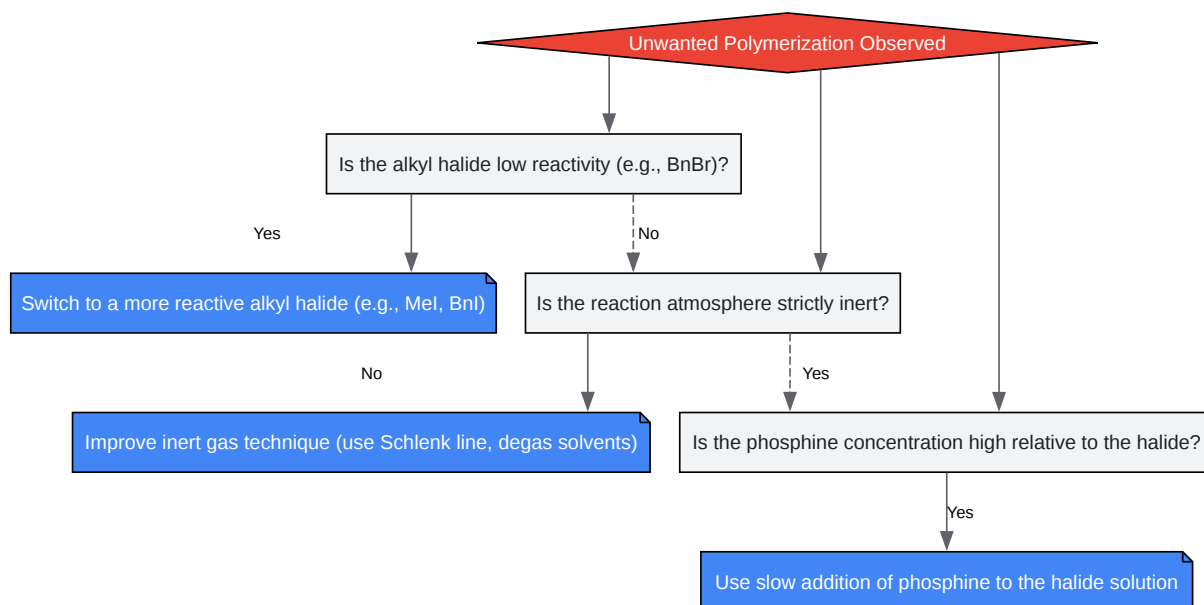 Unwanted Polymerization Observed
Is the alkyl halide low reactivity (e.g., BnBr)?
Yes
No
Switch to a more reactive alkyl halide (e.g., MeI, BnI)
Is the reaction atmosphere strictly inert?
No
Yes
Improve inert gas technique (use Schlenk line, degas solvents)
Is the phosphine concentration high relative to the halide?
Yes
Use slow addition of phosphine to the halide solution